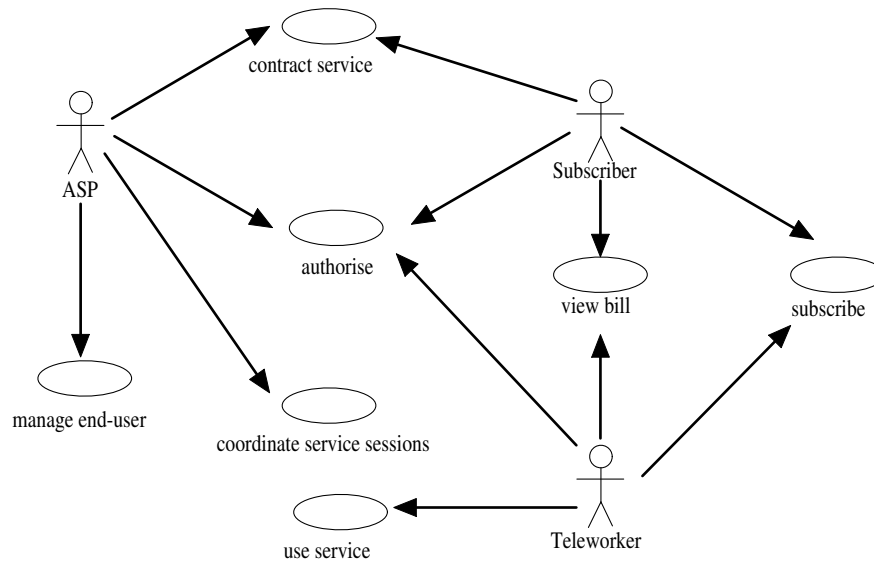 contract service
Subscriber
ASP
authorise
view bill
subscribe
manage end-user
coordinate service sessions
use service
Teleworker